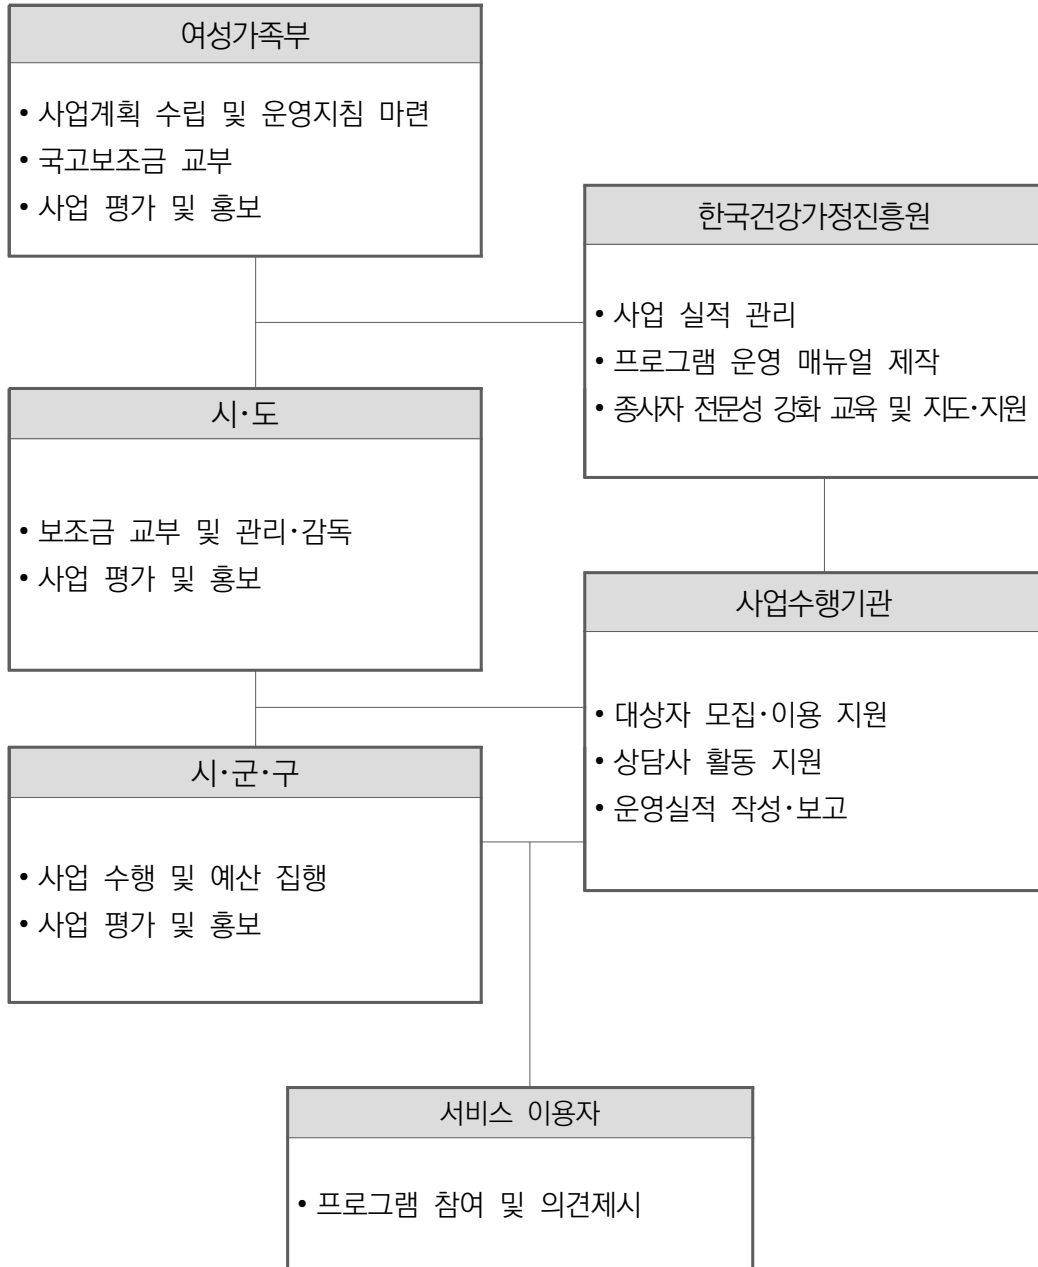 여성가족부
• 사업계획 수립 및 운영지침 마련
• 국고보조금 교부
• 사업 평가 및 홍보
한국건강가정진흥원
• 사업 실적 관리
• 프로그램 운영 매뉴얼 제작
• 종사자 전문성 강화 교육 및 지도·지원
시·도
• 보조금 교부 및 관리·감독
• 사업 평가 및 홍보
사업수행기관
• 대상자 모집·이용 지원
• 상담사 활동 지원
• 운영실적 작성·보고
시·군·구
• 사업 수행 및 예산 집행
• 사업 평가 및 홍보
서비스 이용자
• 프로그램 참여 및 의견제시